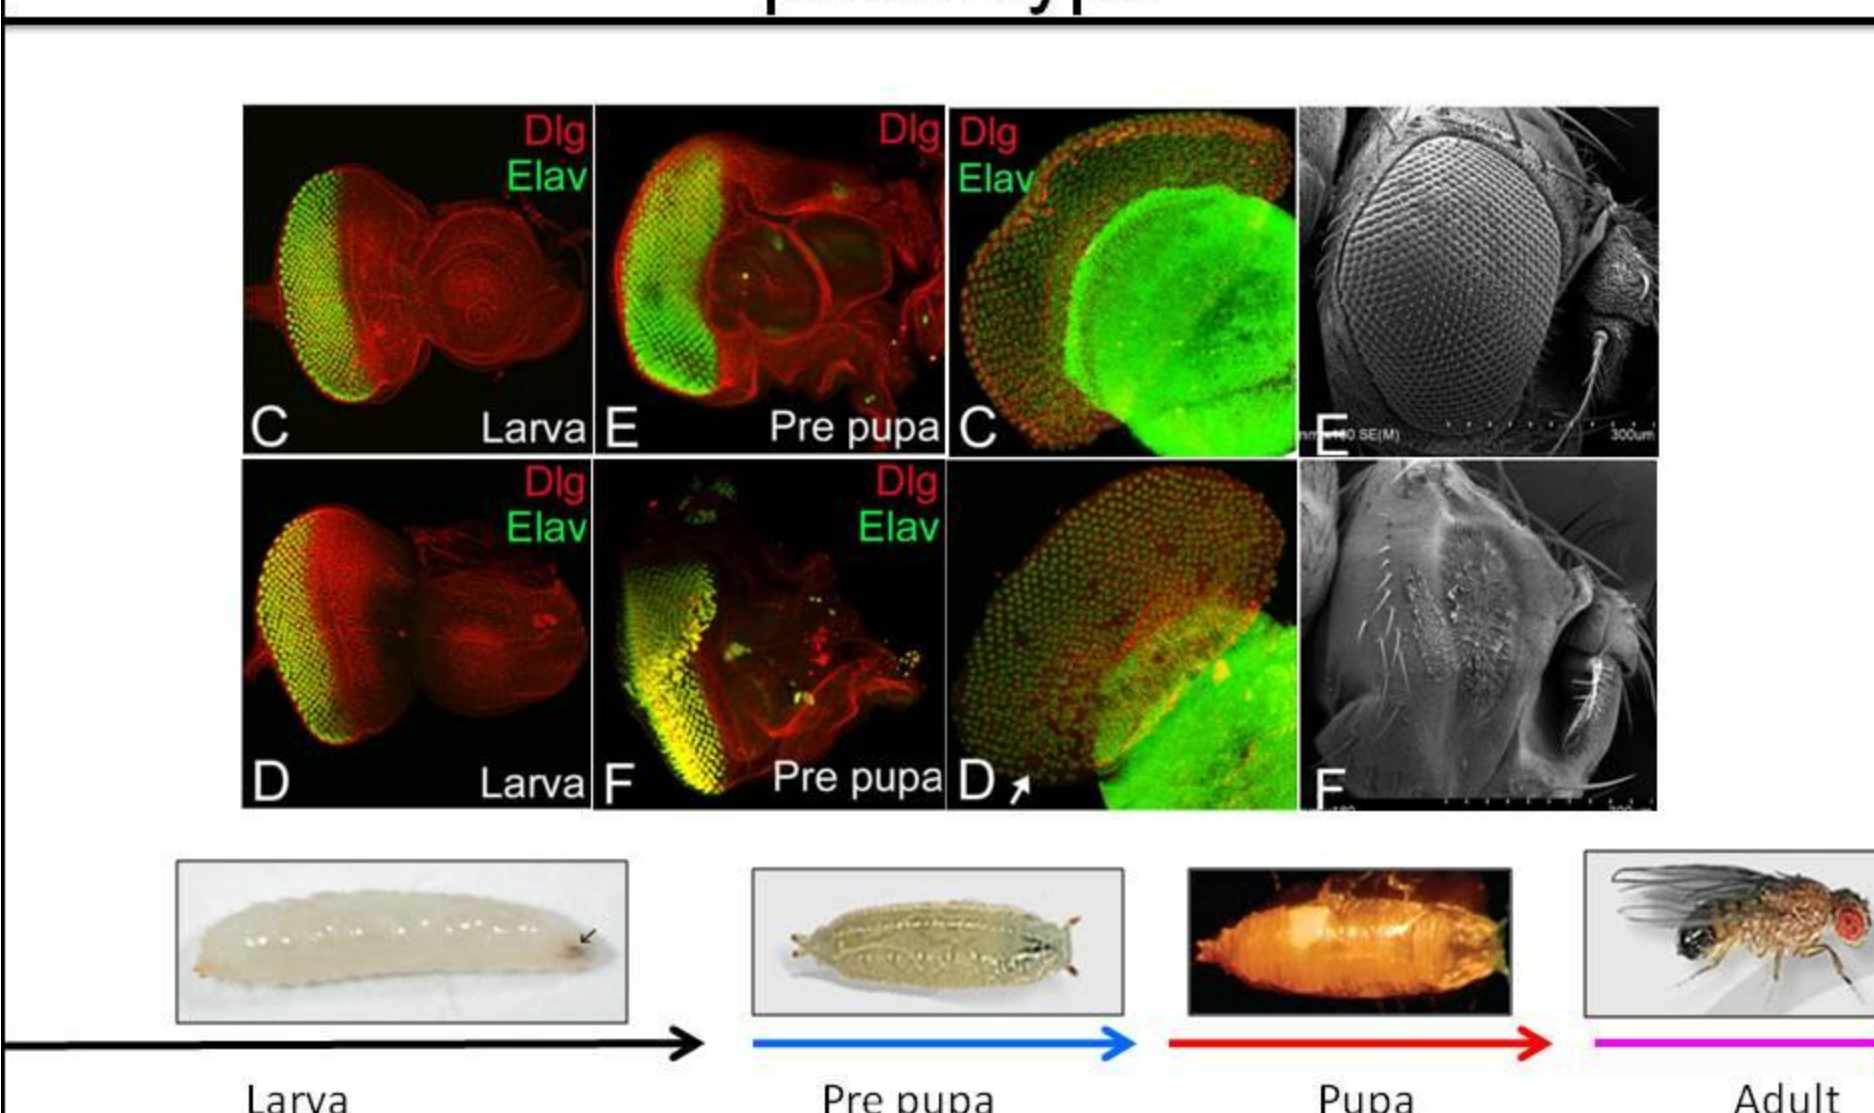 Dlg
Elav
C
Larva
Dlg
E
Pre pupa
Dlg
Elav
C
E
300um
Dlg
Elav
D
Larva
Dlg
Elav
F
Pre pupa
D
F
Larva
Pre pupa
Pupa
Adult